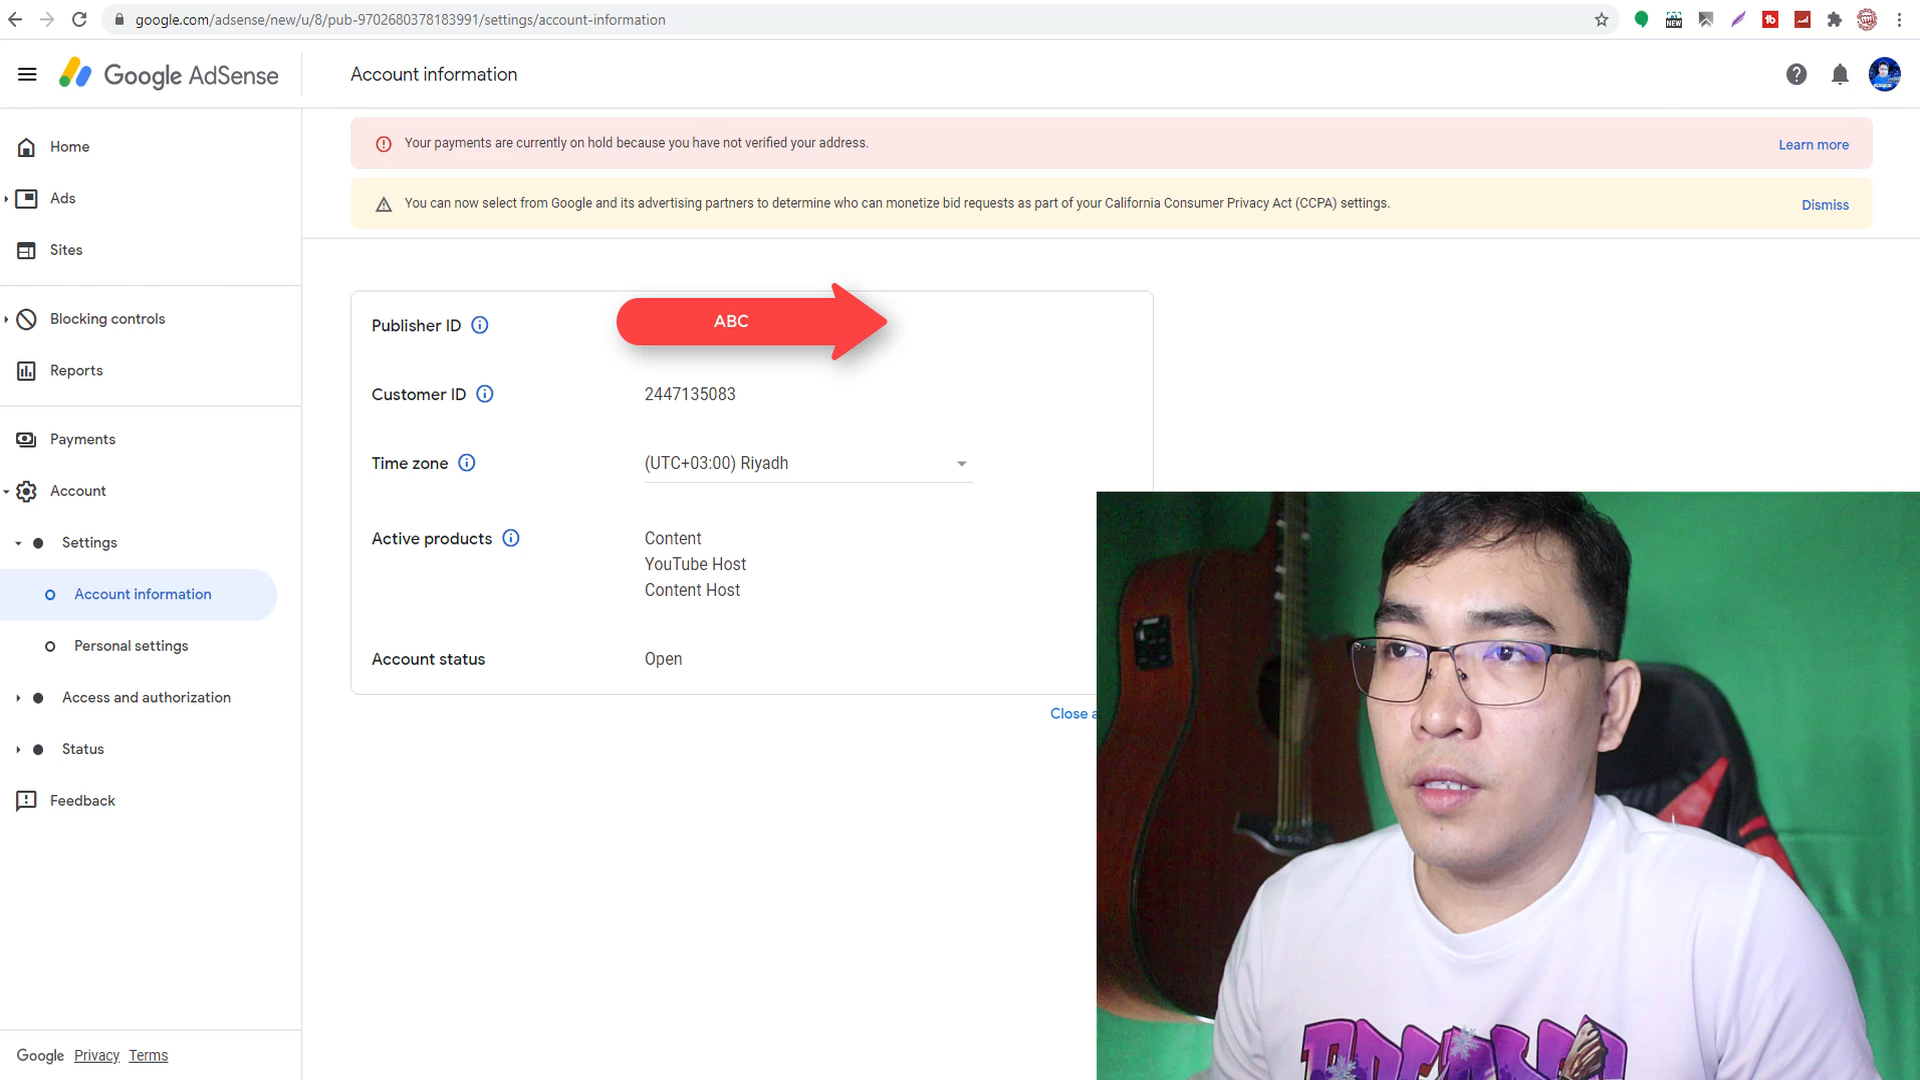 google.com/adsense/new/u/8/pub-9702680378183991/settings/account-information
NEW
Google AdSense
Account information
Home
Ads
Sites
Blocking controls
Reports
Payments
Account
Settings
Account information
Personal settings
Access and authorization
Status
Feedback
Google Privacy Terms
Your payments are currently on hold because you have not verified your address.
Learn more
You can now select from Google and its advertising partners to determine who can monetize bid requests as part of your California Consumer Privacy Act (CCPA) settings.
Dismiss
Publisher ID
ABC
Customer ID
2447135083
Time zone
(UTC+03:00) Riyadh
Active products
Content
YouTube Host
Content Host
Account status
Open
Close a